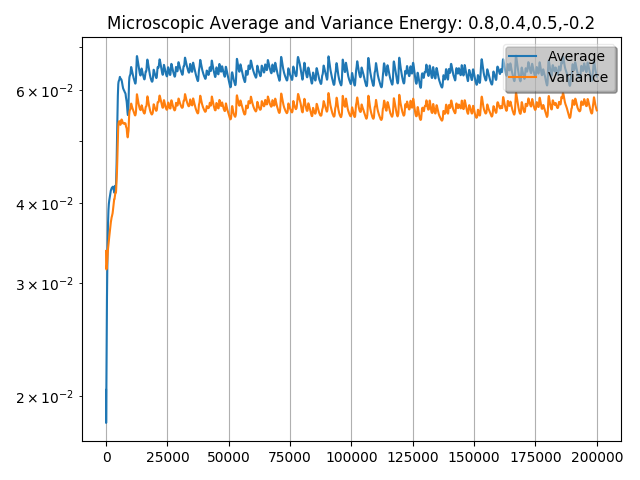 Microscopic Average and Variance Energy: 0.8,0.4,0.5,-0.2
Average
Variance
6 × 10⁻²
4 × 10⁻²
3 × 10⁻²
2 × 10⁻²
0 25000 50000 75000 100000 125000 150000 175000 200000